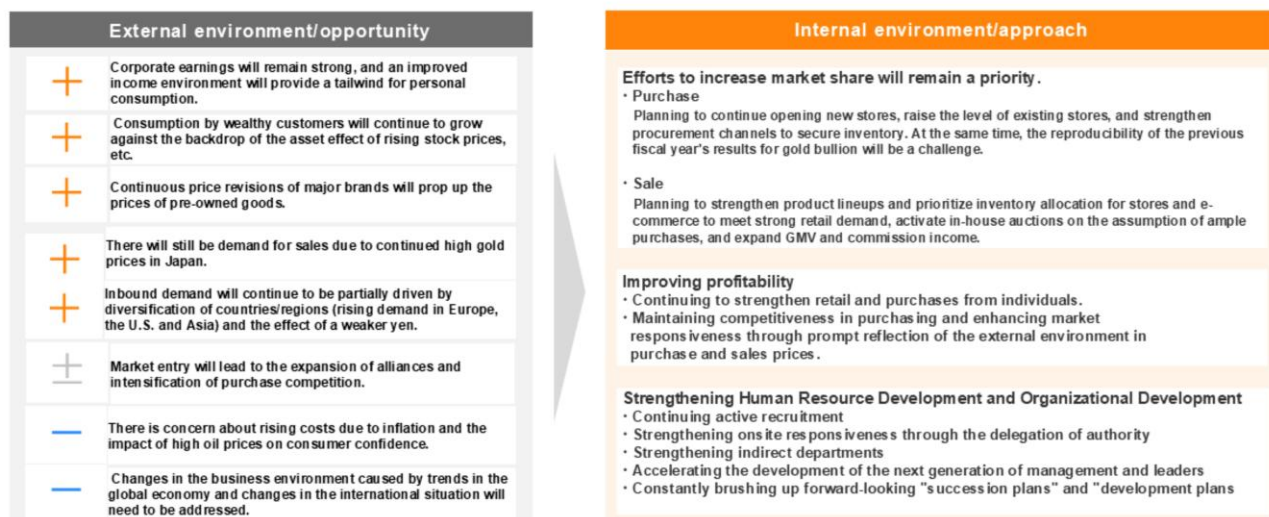 External environment/opportunity
Corporate earnings will remain strong, and an improved
income environment will provide a tailwind for personal
consumption.
Consumption by wealthy customers will continue to grow
against the backdrop of the asset effect of rising stock prices,
etc.
Continuous price revisions of major brands will prop up the
prices of pre-owned goods.
There will still be demand for sales due to continued high gold
prices in Japan.
Inbound demand will continue to be partially driven by
diversification of countries/regions (rising demand in Europe,
the U.S. and Asia) and the effect of a weaker yen.
Market entry will lead to the expansion of alliances and
intensification of purchase competition.
There is concern about rising costs due to inflation and the
impact of high oil prices on consumer confidence.
Changes in the business environment caused by trends in the
global economy and changes in the international situation will
need to be addressed.
Internal environment/approach
Efforts to increase market share will remain a priority.
・Purchase
Planning to continue opening new stores, raise the level of existing stores, and strengthen
procurement channels to secure inventory. At the same time, the reproducibility of the previous
fiscal year's results for gold bullion will be a challenge.
・Sale
Planning to strengthen product lineups and prioritize inventory allocation for stores and e-
commerce to meet strong retail demand, activate in-house auctions on the assumption of ample
purchases, and expand GMV and commission income.
Improving profitability
・Continuing to strengthen retail and purchases from individuals.
・Maintaining competitiveness in purchasing and enhancing market
responsiveness through prompt reflection of the external environment in
purchase and sales prices.
Strengthening Human Resource Development and Organizational Development
・Continuing active recruitment
・Strengthening onsite responsiveness through the delegation of authority
・Strengthening indirect departments
・Accelerating the development of the next generation of management and leaders
・Constantly brushing up forward-looking "succession plans" and "development plans